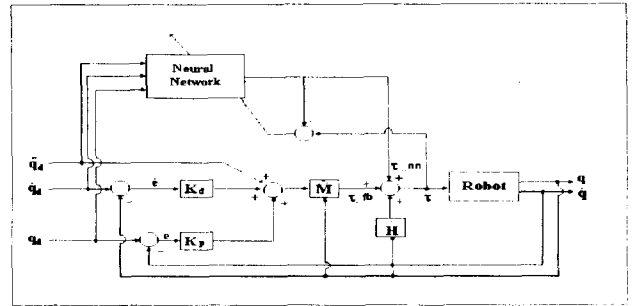 Neural
Network
q̈d
q̇d
qd
ė
Kd
e
Kp
M̂
τ_fb
τ_nn
τ
H
Robot
q
q̇